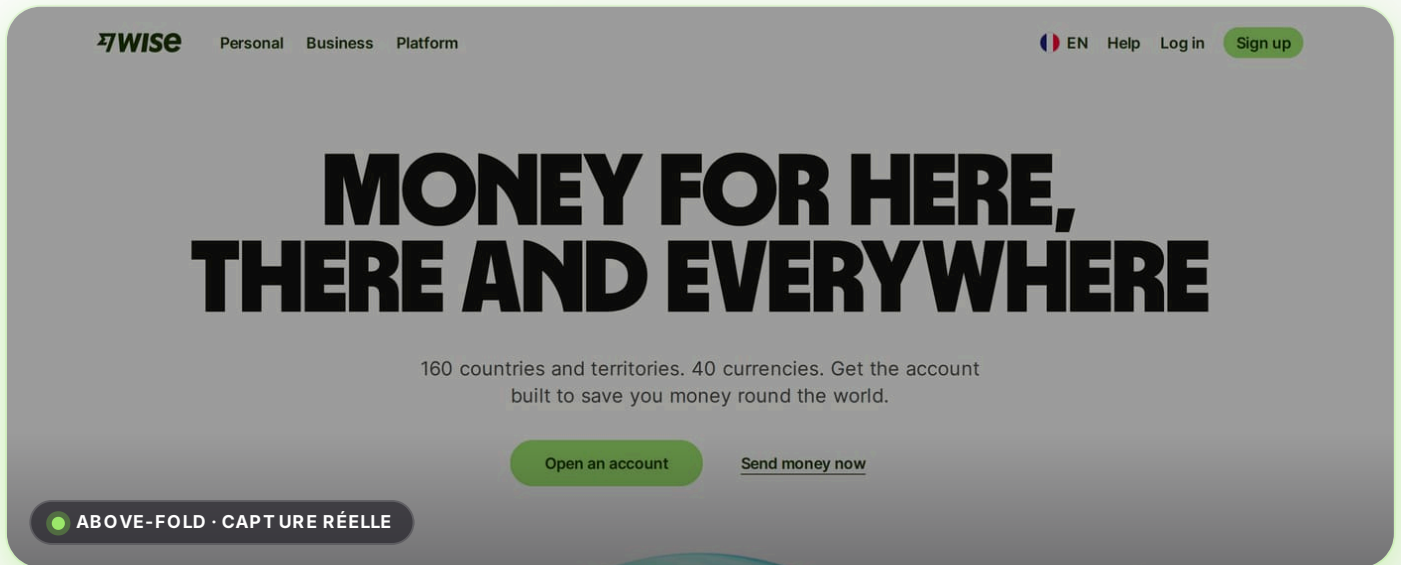 WISE
Personal Business Platform
EN Help Log in Sign up
MONEY FOR HERE,
THERE AND EVERYWHERE
160 countries and territories. 40 currencies. Get the account
built to save you money round the world.
Open an account Send money now
ABOVE-FOLD · CAPTURE RÉELLE